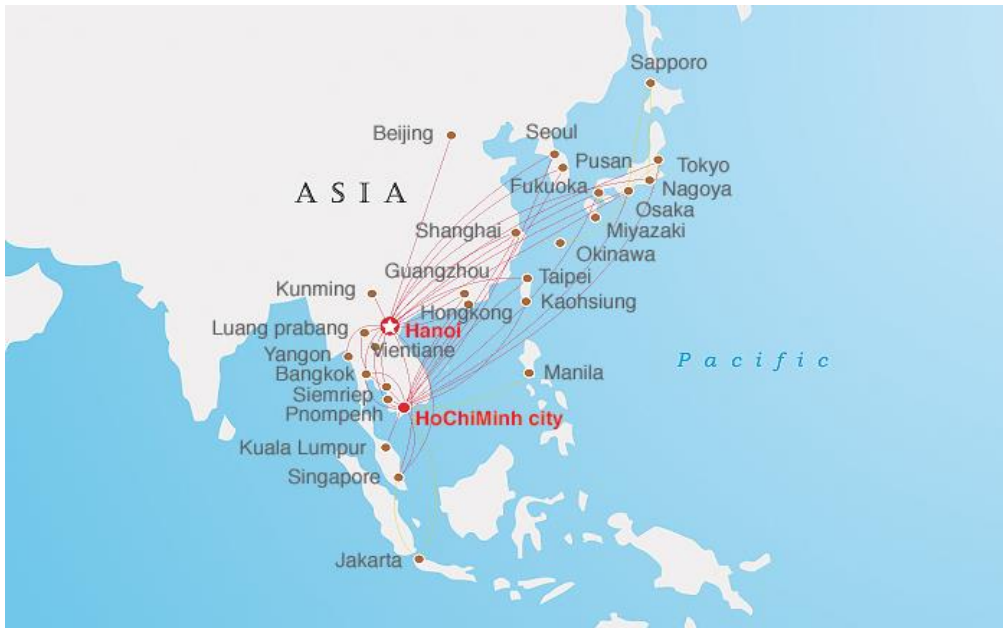 Sapporo
Beijing
Seoul
Pusan
Tokyo
Fukuoka
Nagoya
ASIA
Osaka
Shanghai
Miyazaki
Okinawa
Guangzhou
Taipei
Kunming
Hongkong
Kaohsiung
Luang prabang
Hanoi
Yangon
Vientiane
Pacific
Bangkok
Manila
Siemriep
Pnompenh
HoChiMinh city
Kuala Lumpur
Singapore
Jakarta